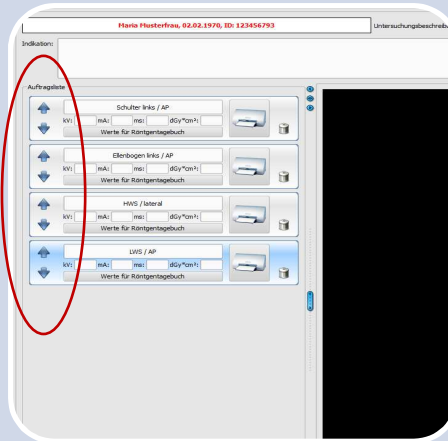 Maria Musterfrau, 02.02.1970, ID: 123456793
Untersuchungsbeschreibu
Indikation:
Auftragsliste
Schulter links / AP
kV: mA: ms: dGy*cm²:
Werte für Röntgentagebuch
Ellenbogen links / AP
kV: mA: ms: dGy*cm²:
Werte für Röntgentagebuch
HWS / lateral
kV: mA: ms: dGy*cm²:
Werte für Röntgentagebuch
LWS / AP
kV: mA: ms: dGy*cm²:
Werte für Röntgentagebuch